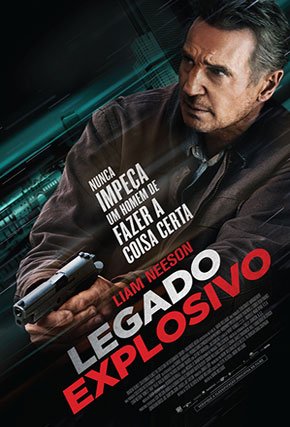 NUNCA
IMPEÇA
UM HOMEM DE
FAZER A
COISA CERTA
LIAM NEESON
LEGADO
EXPLOSIVO